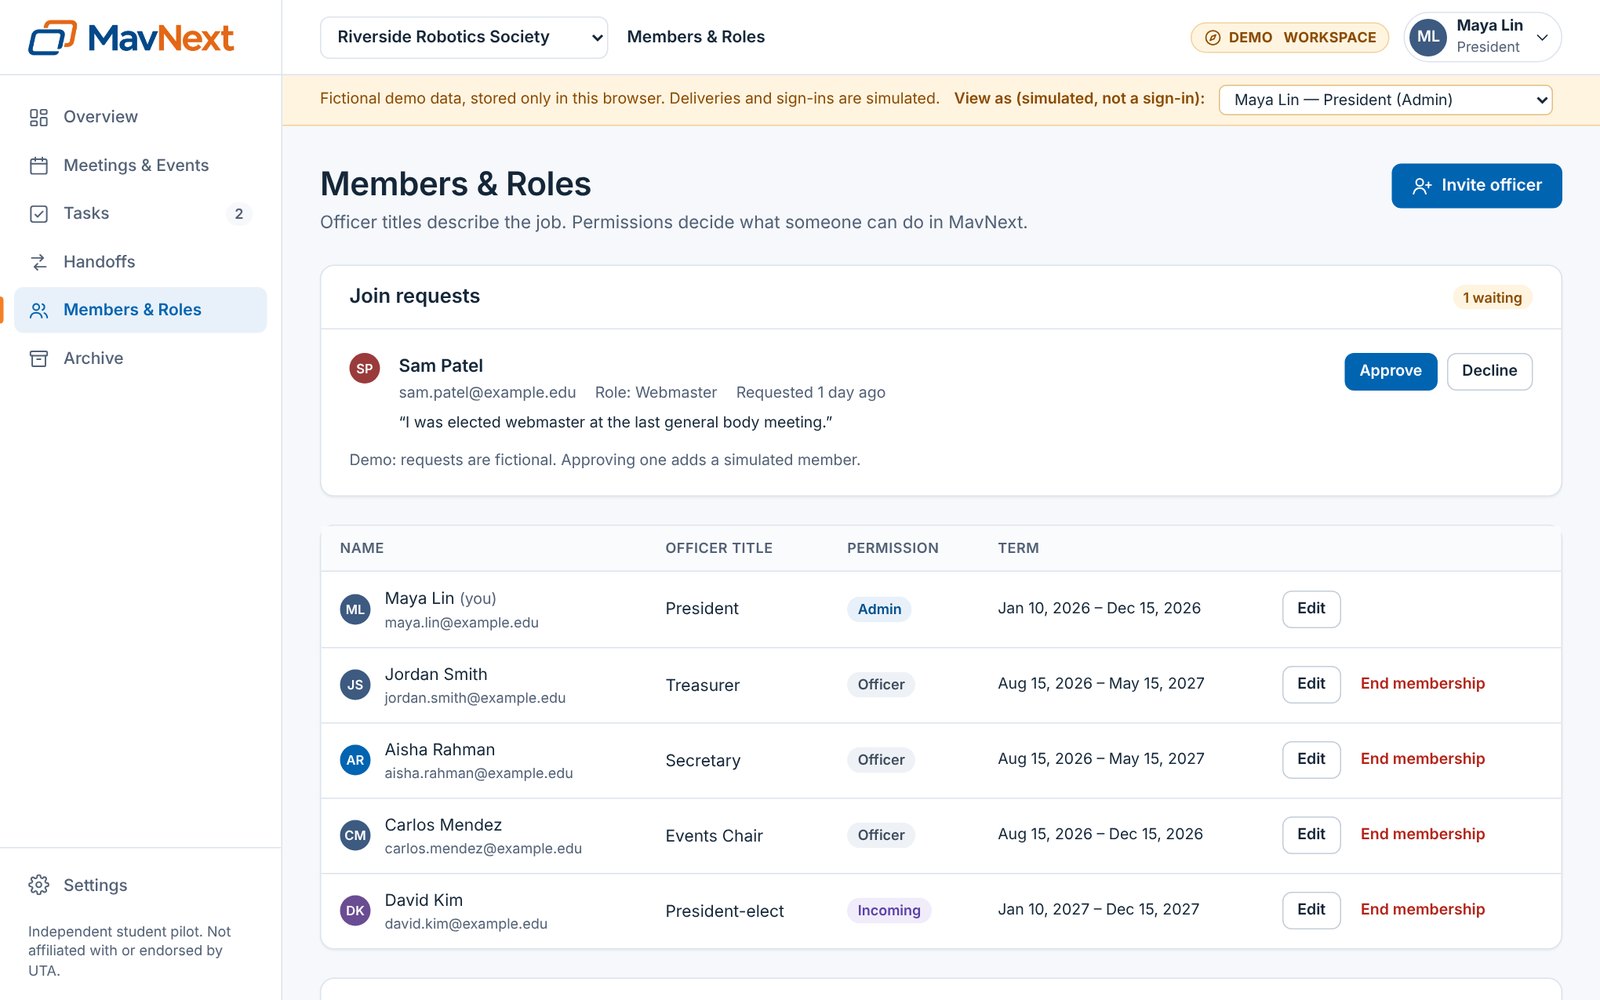 MavNext
Riverside Robotics Society
Members & Roles
DEMO WORKSPACE
ML
Maya Lin
President
Fictional demo data, stored only in this browser. Deliveries and sign-ins are simulated.
View as (simulated, not a sign-in):
Maya Lin — President (Admin)
Overview
Meetings & Events
Tasks 2
Handoffs
Members & Roles
Archive
Settings
Independent student pilot. Not
affiliated with or endorsed by
UTA.
Members & Roles
Officer titles describe the job. Permissions decide what someone can do in MavNext.
Invite officer
Join requests
1 waiting
SP
Sam Patel
sam.patel@example.edu Role: Webmaster Requested 1 day ago
“I was elected webmaster at the last general body meeting.”
Approve
Decline
Demo: requests are fictional. Approving one adds a simulated member.
NAME OFFICER TITLE PERMISSION TERM
ML
Maya Lin (you)
maya.lin@example.edu
President Admin Jan 10, 2026 – Dec 15, 2026 Edit
JS
Jordan Smith
jordan.smith@example.edu
Treasurer Officer Aug 15, 2026 – May 15, 2027 Edit End membership
AR
Aisha Rahman
aisha.rahman@example.edu
Secretary Officer Aug 15, 2026 – May 15, 2027 Edit End membership
CM
Carlos Mendez
carlos.mendez@example.edu
Events Chair Officer Aug 15, 2026 – Dec 15, 2026 Edit End membership
DK
David Kim
david.kim@example.edu
President-elect Incoming Jan 10, 2027 – Dec 15, 2027 Edit End membership